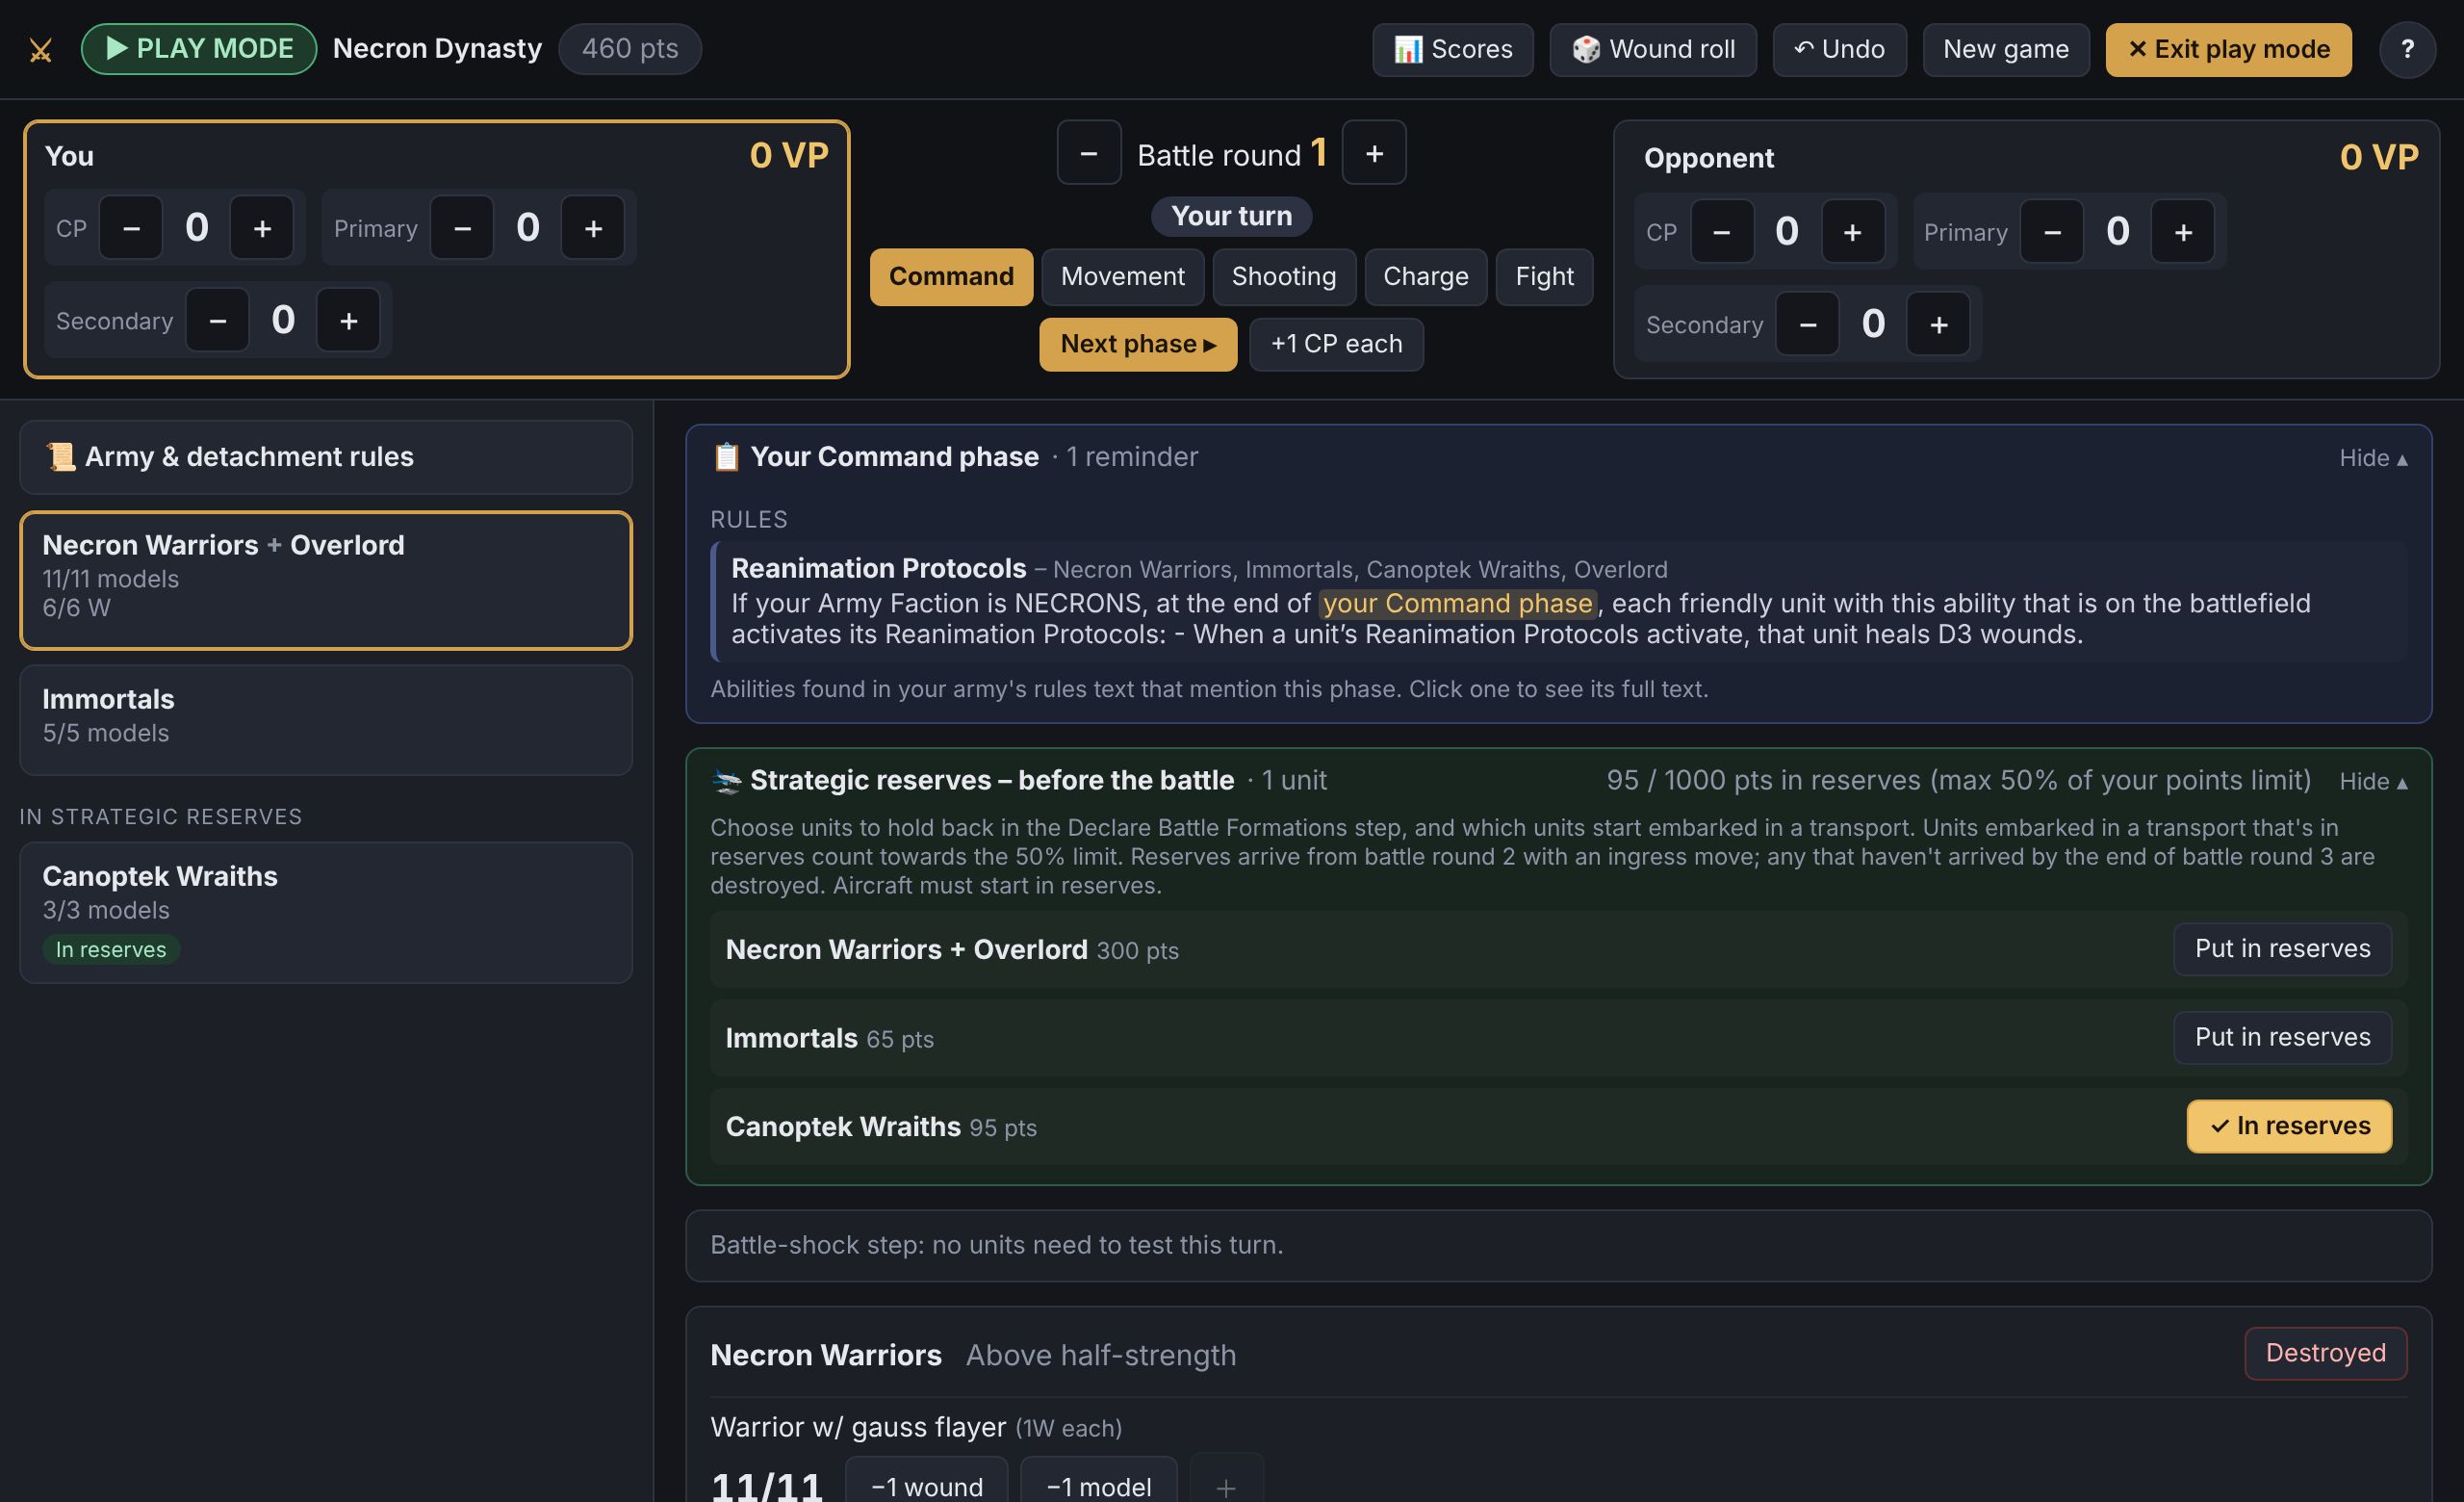 PLAY MODE Necron Dynasty 460 pts
Scores Wound roll Undo New game Exit play mode ?
You 0 VP
CP − 0 + Primary − 0 +
Secondary − 0 +
− Battle round 1 +
Your turn
Command Movement Shooting Charge Fight
Next phase ▸ +1 CP each
Opponent 0 VP
CP − 0 + Primary − 0 +
Secondary − 0 +
Army & detachment rules
Necron Warriors + Overlord
11/11 models
6/6 W
Immortals
5/5 models
IN STRATEGIC RESERVES
Canoptek Wraiths
3/3 models
In reserves
Your Command phase · 1 reminder Hide ▴
RULES
Reanimation Protocols – Necron Warriors, Immortals, Canoptek Wraiths, Overlord
If your Army Faction is NECRONS, at the end of your Command phase, each friendly unit with this ability that is on the battlefield
activates its Reanimation Protocols: - When a unit’s Reanimation Protocols activate, that unit heals D3 wounds.
Abilities found in your army's rules text that mention this phase. Click one to see its full text.
Strategic reserves – before the battle · 1 unit 95 / 1000 pts in reserves (max 50% of your points limit) Hide ▴
Choose units to hold back in the Declare Battle Formations step, and which units start embarked in a transport. Units embarked in a transport that's in
reserves count towards the 50% limit. Reserves arrive from battle round 2 with an ingress move; any that haven't arrived by the end of battle round 3 are
destroyed. Aircraft must start in reserves.
Necron Warriors + Overlord 300 pts Put in reserves
Immortals 65 pts Put in reserves
Canoptek Wraiths 95 pts ✓ In reserves
Battle-shock step: no units need to test this turn.
Necron Warriors Above half-strength Destroyed
Warrior w/ gauss flayer (1W each)
11/11 −1 wound −1 model +